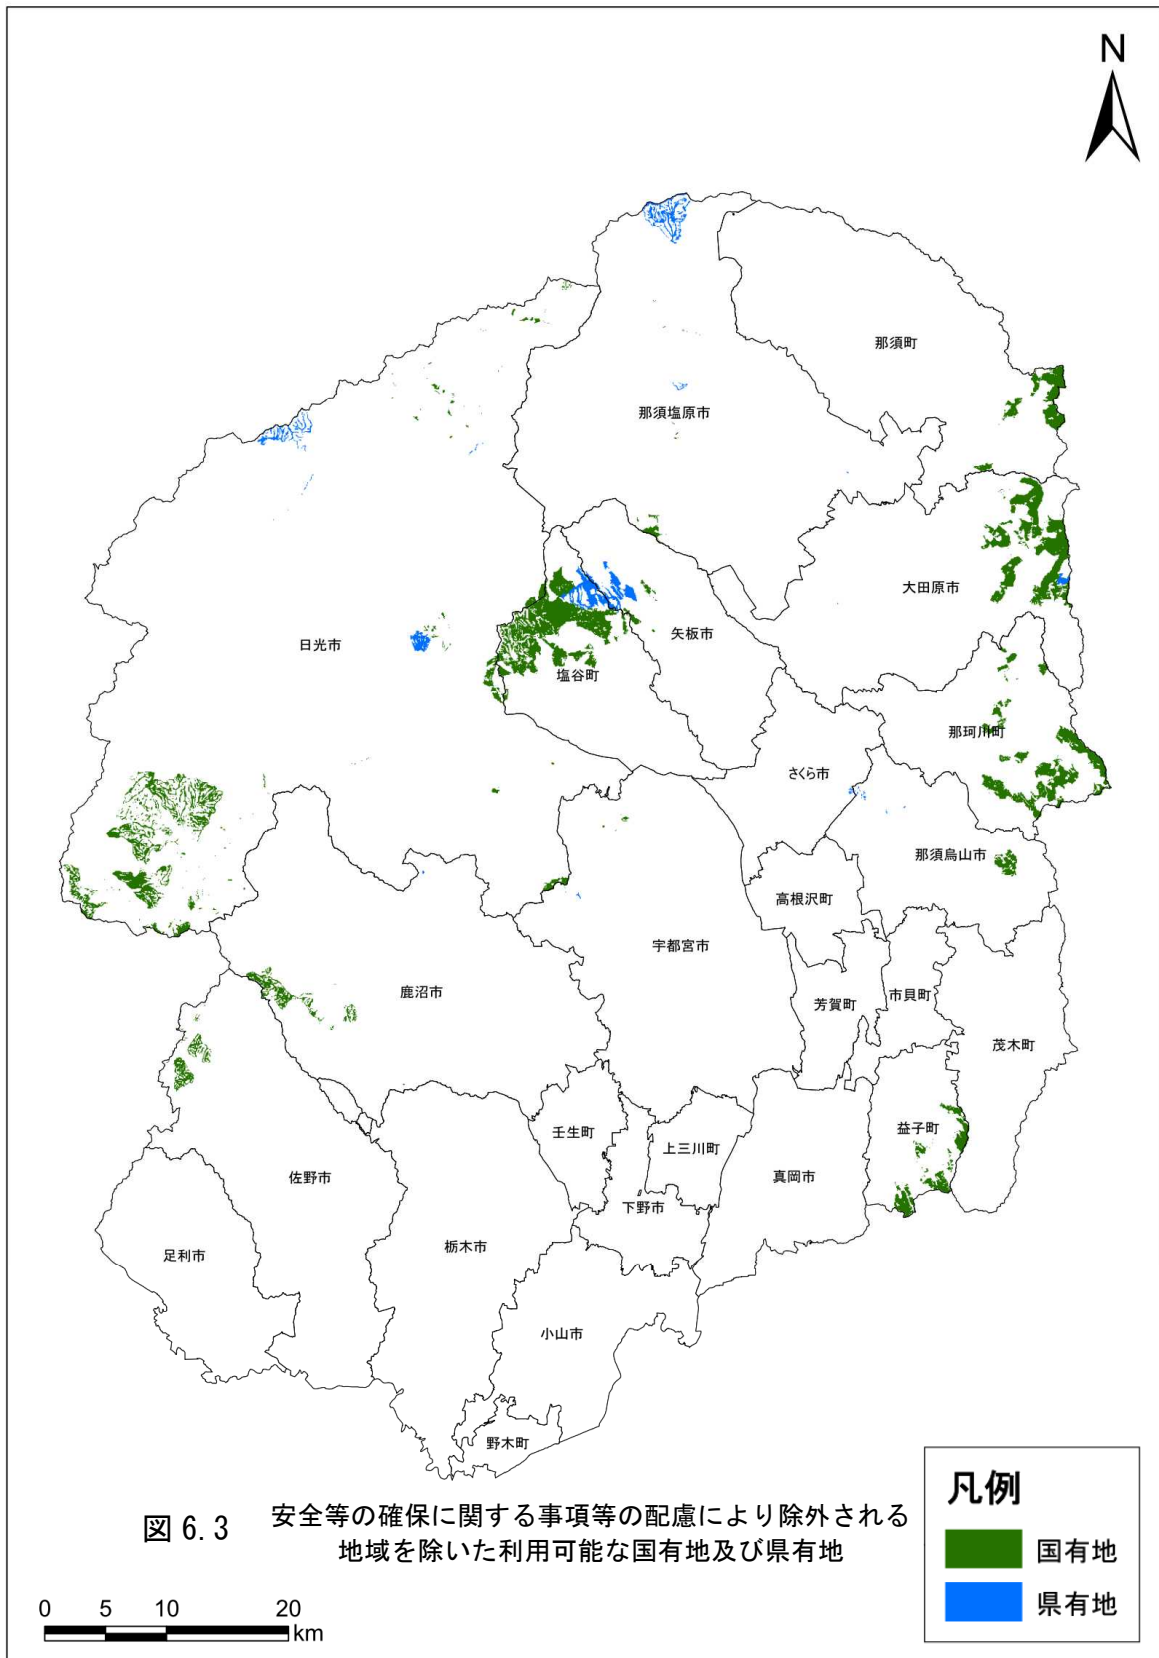 N
那須町
那須塩原市
大田原市
日光市
矢板市
塩谷町
那珂川町
さくら市
那須烏山市
高根沢町
宇都宮市
鹿沼市
芳賀町
市貝町
茂木町
益子町
壬生町
上三川町
真岡市
佐野市
下野市
足利市
栃木市
小山市
野木町
凡例
国有地
県有地
図 6.3 安全等の確保に関する事項等の配慮により除外される
地域を除いた利用可能な国有地及び県有地
0 5 10 20
km